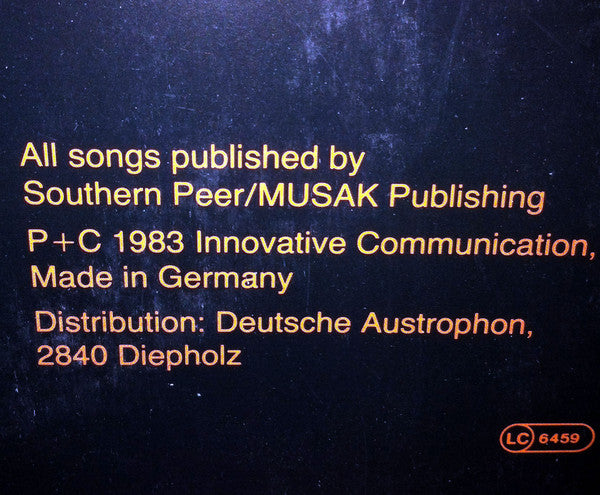 All songs published by
Southern Peer/MUSAK Publishing
P+C 1983 Innovative Communication,
Made in Germany
Distribution: Deutsche Austrophon,
2840 Diepholz
LC 6459